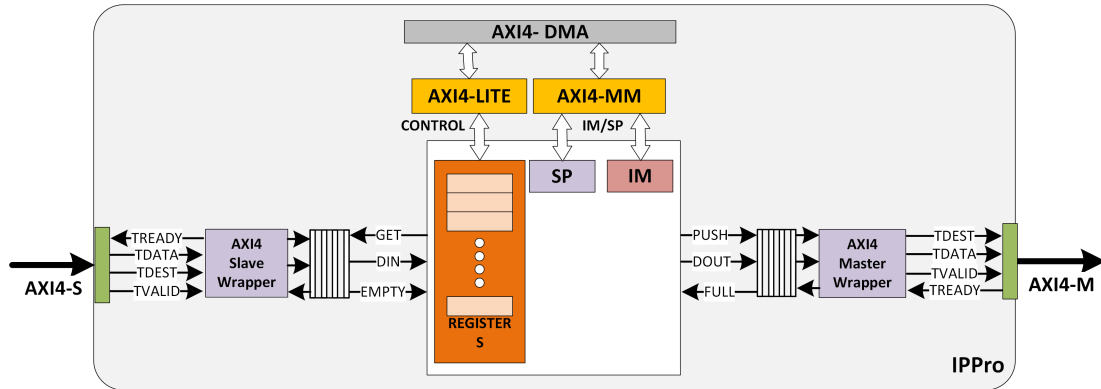 AXI4- DMA
AXI4-LITE
AXI4-MM
CONTROL
IM/SP
SP
IM
REGISTER
S
TREADY
TDATA
TDEST
TVALID
AXI4-S
AXI4
Slave
Wrapper
GET
DIN
EMPTY
PUSH
DOUT
FULL
AXI4
Master
Wrapper
TDEST
TDATA
TVALID
TREADY
AXI4-M
IPPro